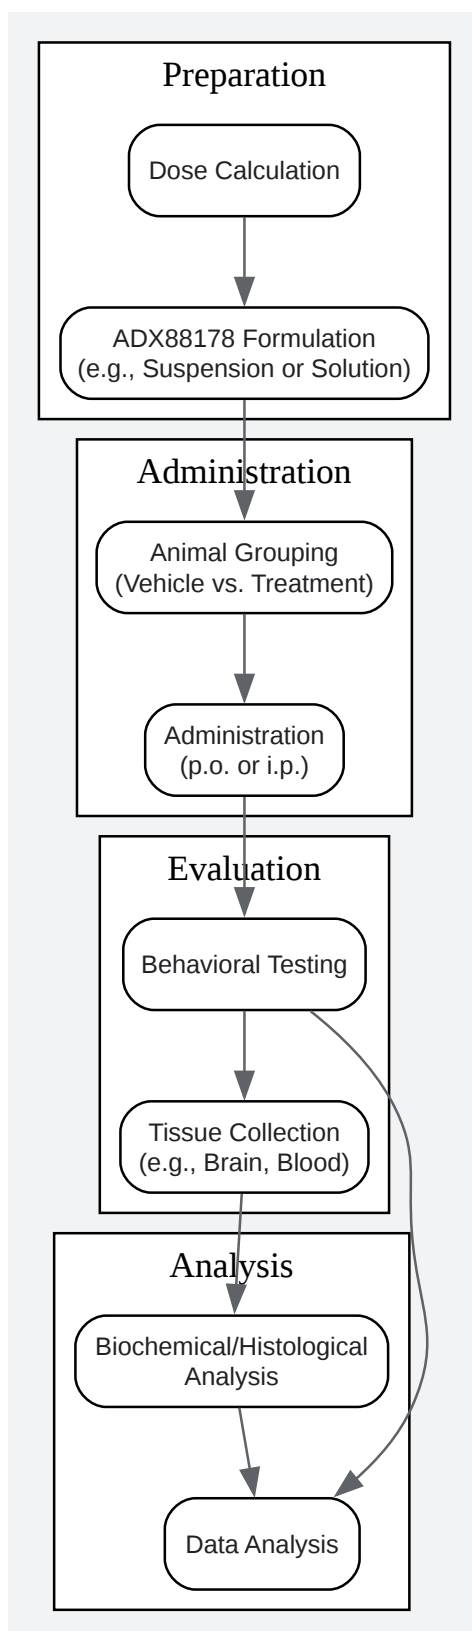 Preparation
Dose Calculation
ADX88178 Formulation
(e.g., Suspension or Solution)
Administration
Animal Grouping
(Vehicle vs. Treatment)
Administration
(p.o. or i.p.)
Evaluation
Behavioral Testing
Tissue Collection
(e.g., Brain, Blood)
Analysis
Biochemical/Histological
Analysis
Data Analysis